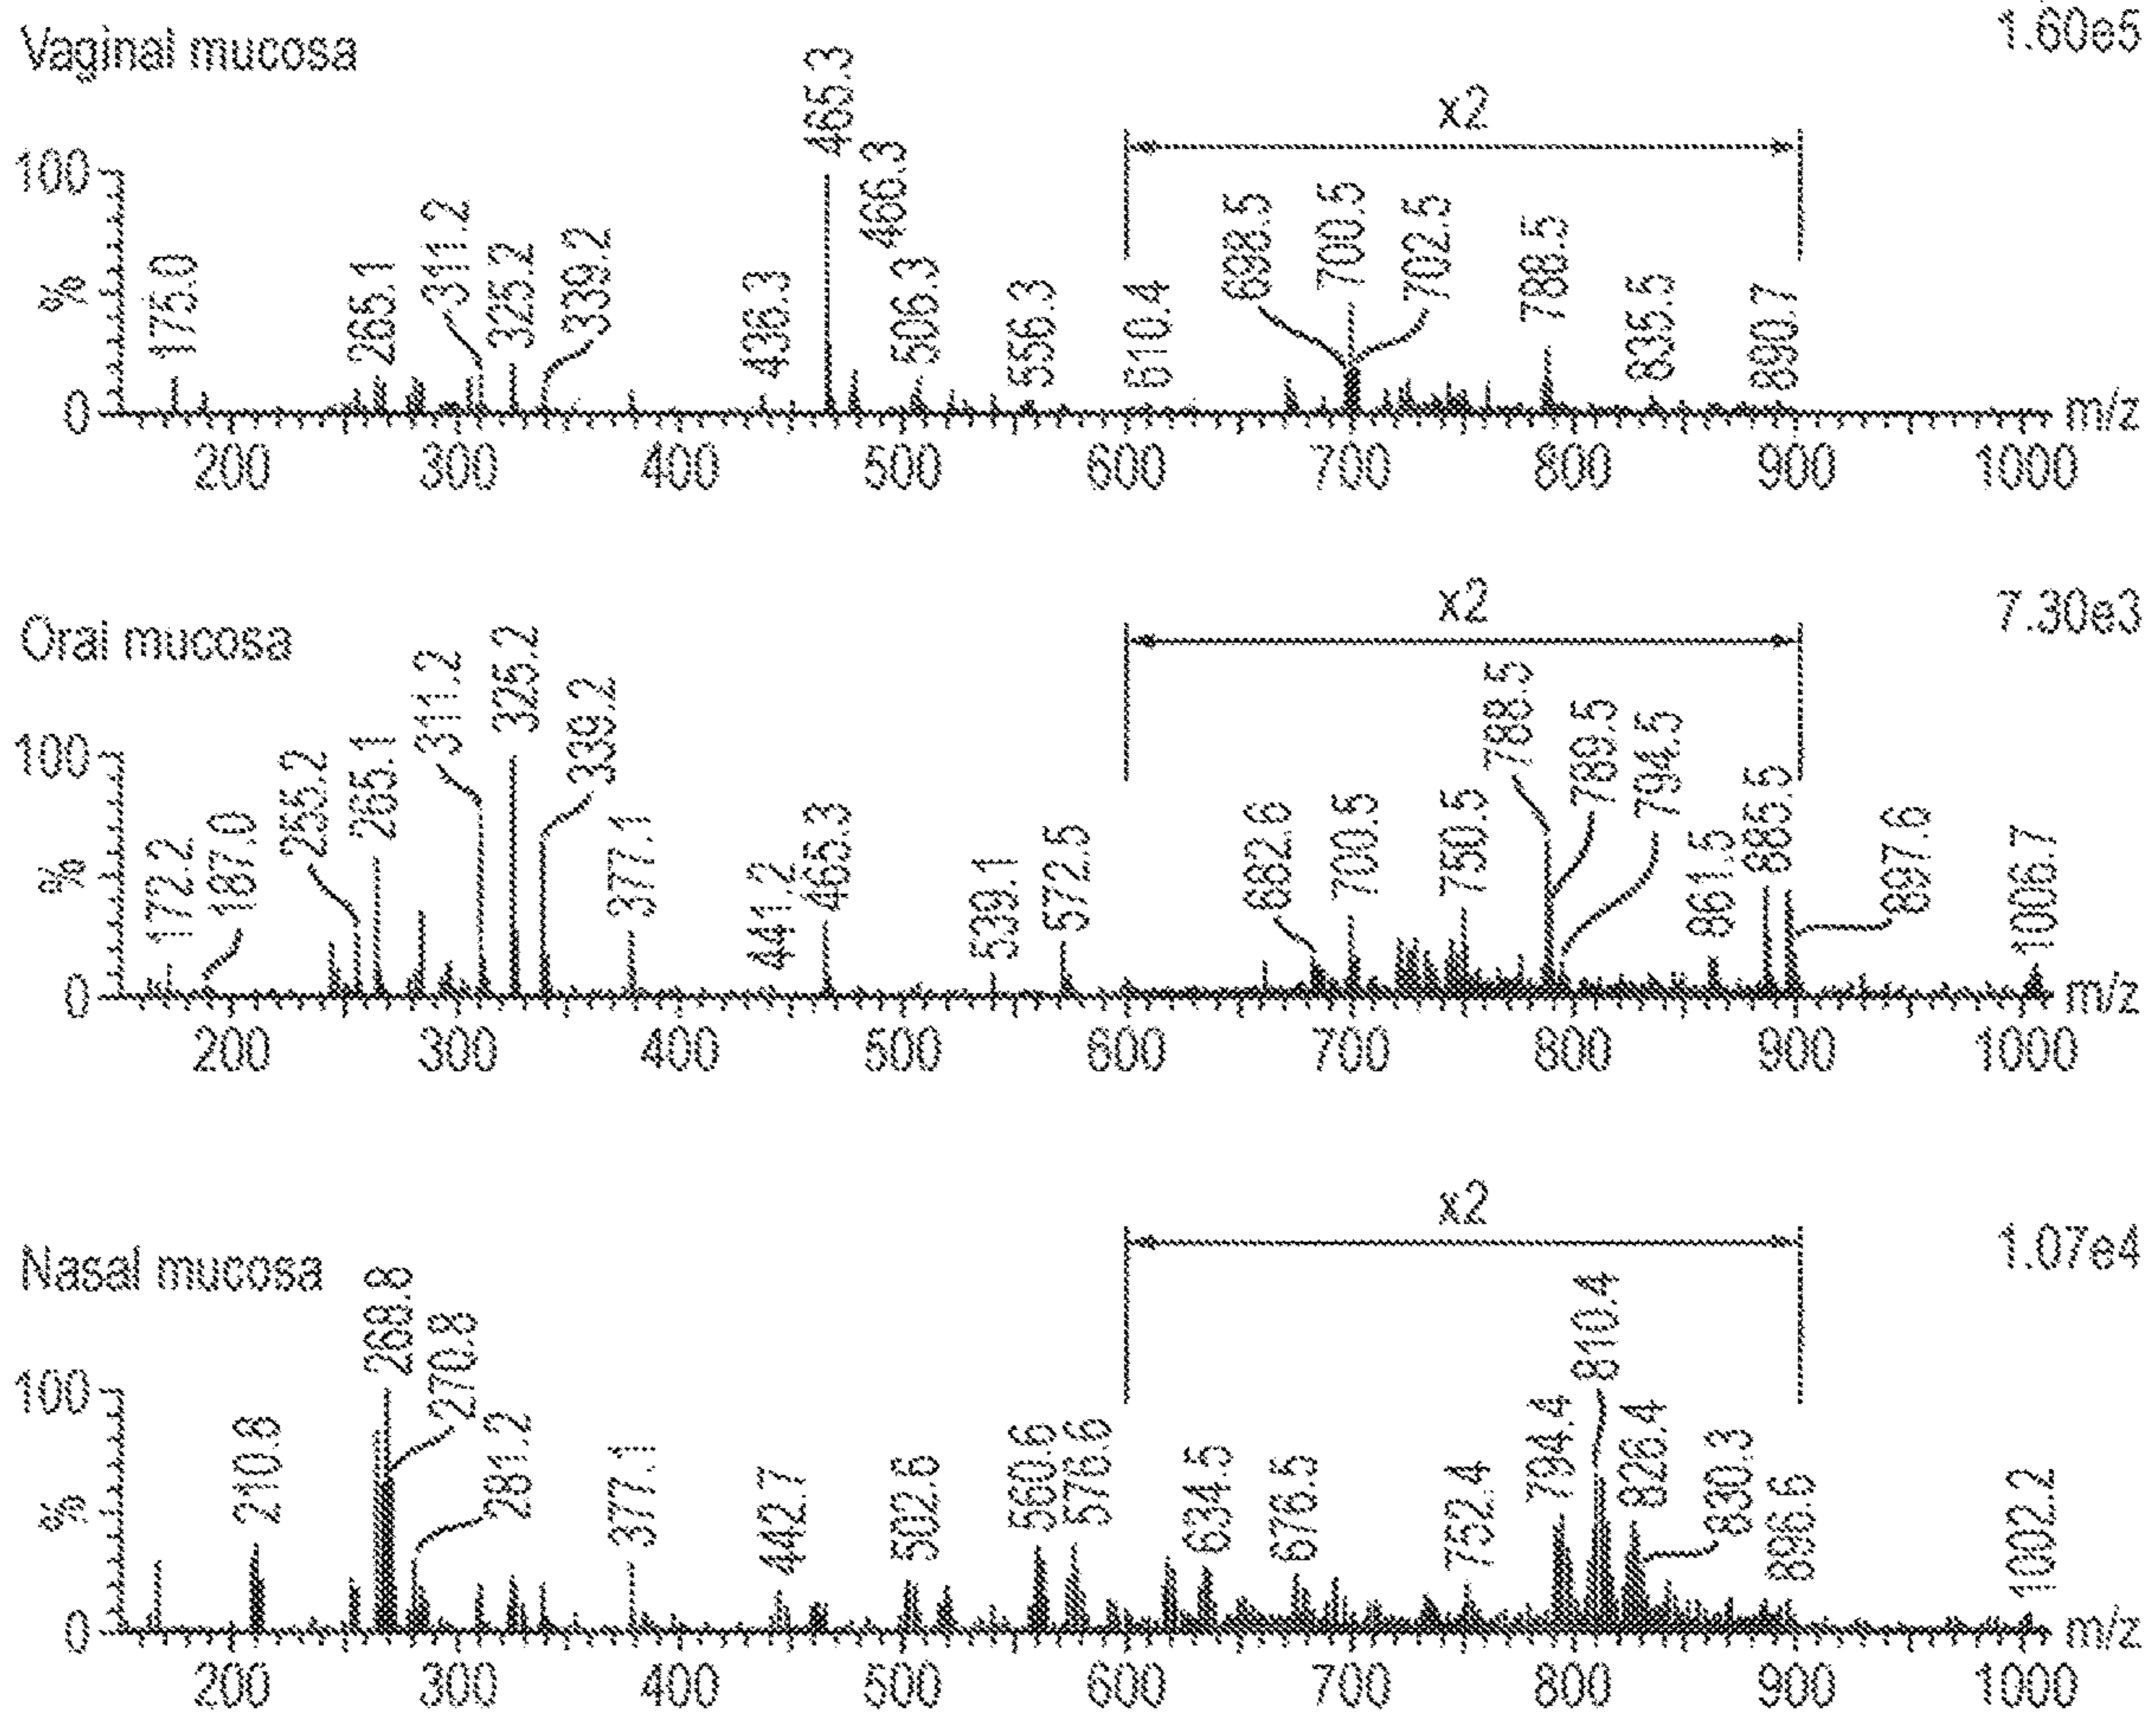 Vaginal mucosa 1.60e5
x2
100
%
0
175.0 265.1 311.2 325.2 339.2 436.3 465.3 466.3 506.3 556.3 610.4 698.5 700.5 702.5 788.5 835.5 890.7
m/z
200 300 400 500 600 700 800 900 1000
Oral mucosa 7.30e3
x2
100
%
0
172.2 187.0 255.2 265.1 311.2 325.2 339.2 377.1 441.2 465.3 539.1 572.5 682.6 700.5 750.5 788.5 789.5 794.5 861.5 885.5 897.6 1006.7
m/z
200 300 400 500 600 700 800 900 1000
Nasal mucosa 1.07e4
x2
100
%
0
210.8 268.8 270.8 281.2 377.1 442.7 502.6 560.6 576.6 634.5 676.5 752.4 794.4 810.4 826.4 830.3 896.6 1002.2
m/z
200 300 400 500 600 700 800 900 1000